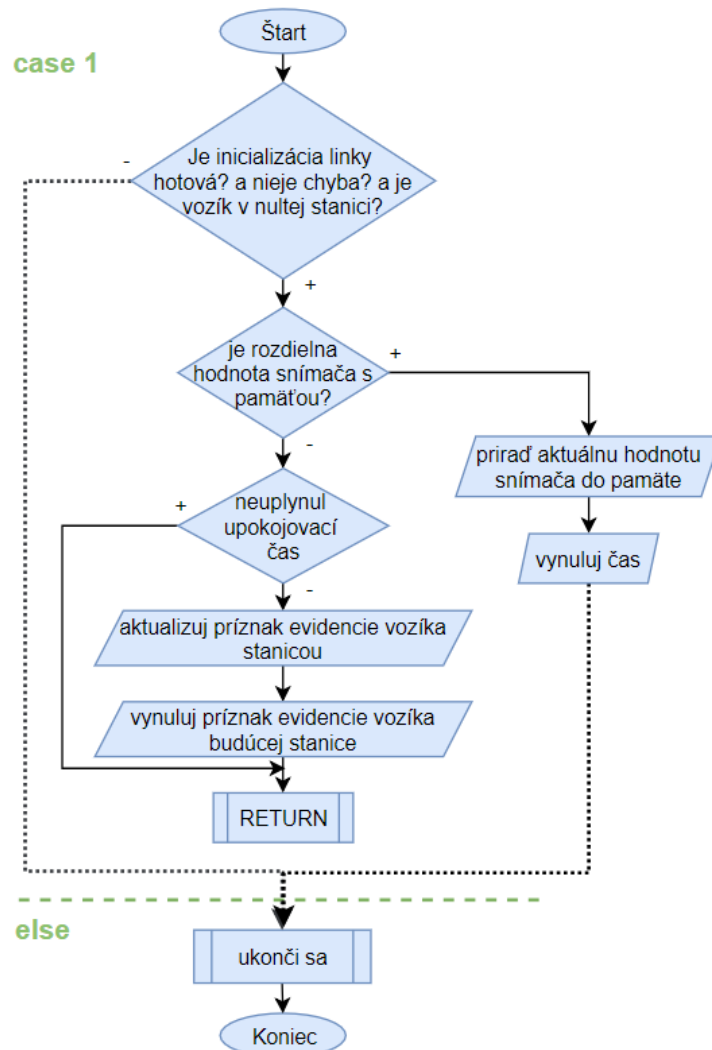 Štart
case 1
-
Je inicializácia linky
hotová? a nieje chyba? a je
vozík v nultej stanici?
+
je rozdielna
hodnota snímača s
pamäťou?
+
-
priraď aktuálnu hodnotu
snímača do pamäte
+
neuplynul
upokojovací
čas
vynuluj čas
-
aktualizuj príznak evidencie vozíka
stanicou
vynuluj príznak evidencie vozíka
budúcej stanice
RETURN
else
ukonči sa
Koniec